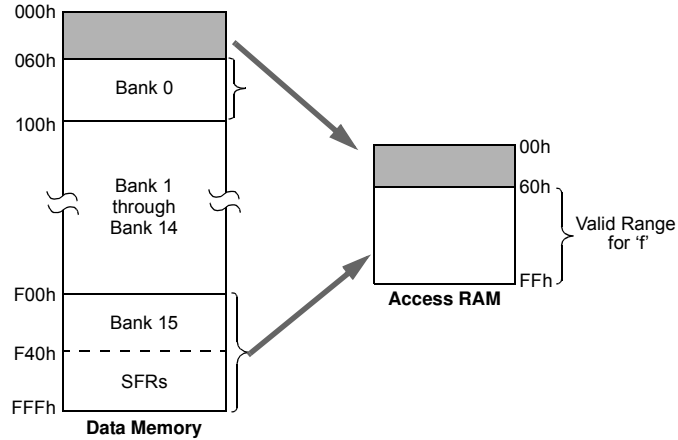 000h
060h
Bank 0
100h
Bank 1
through
Bank 14
F00h
Bank 15
F40h
SFRs
FFFh
Data Memory
00h
60h
Valid Range
for ‘f’
FFh
Access RAM